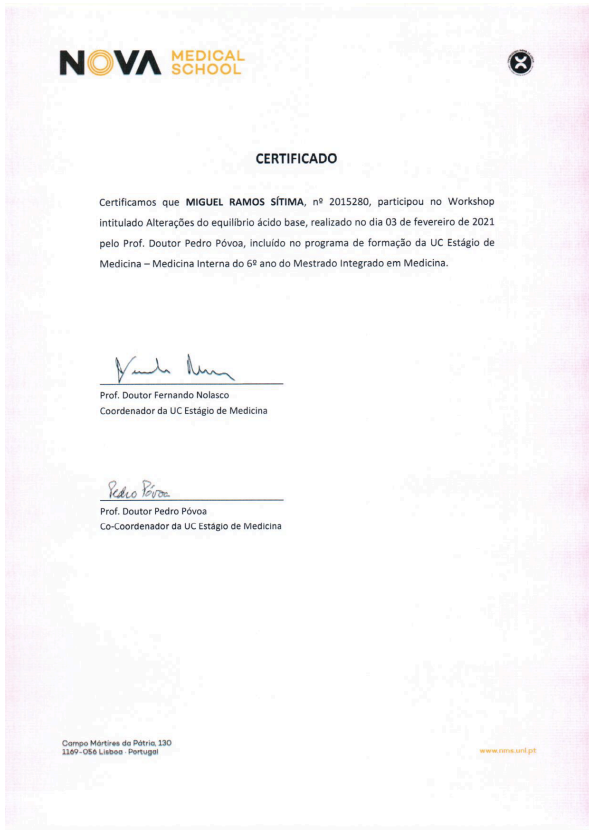 NOVA MEDICAL SCHOOL
CERTIFICADO
Certificamos que MIGUEL RAMOS SÍTIMA, nº 2015280, participou no Workshop
intitulado Alterações do equilíbrio ácido base, realizado no dia 03 de fevereiro de 2021
pelo Prof. Doutor Pedro Póvoa, incluído no programa de formação da UC Estágio de
Medicina – Medicina Interna do 6º ano do Mestrado Integrado em Medicina.
Prof. Doutor Fernando Nolasco
Coordenador da UC Estágio de Medicina
Pedro Póvoa
Prof. Doutor Pedro Póvoa
Co-Coordenador da UC Estágio de Medicina
Campo Mártires da Pátria, 130
1169-056 Lisboa - Portugal
www.nms.unl.pt